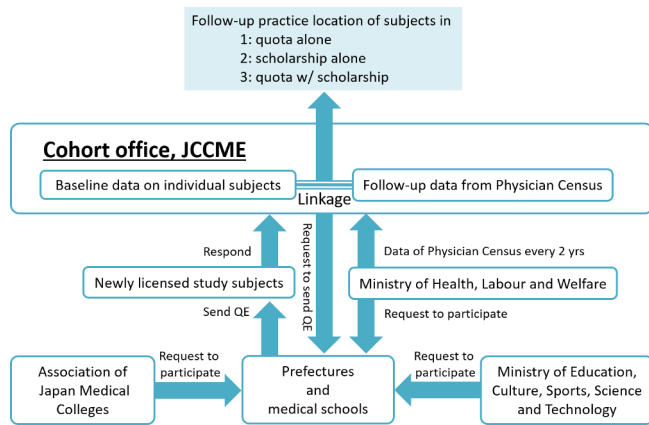 Follow-up practice location of subjects in
1: quota alone
2: scholarship alone
3: quota w/ scholarship
Cohort office, JCCME
Baseline data on individual subjects
Follow-up data from Physician Census
Linkage
Respond
Request to send QE
Data of Physician Census every 2 yrs
Newly licensed study subjects
Ministry of Health, Labour and Welfare
Send QE
Request to participate
Association of
Japan Medical
Colleges
Request to
participate
Prefectures
and
medical schools
Request to
participate
Ministry of Education,
Culture, Sports, Science
and Technology